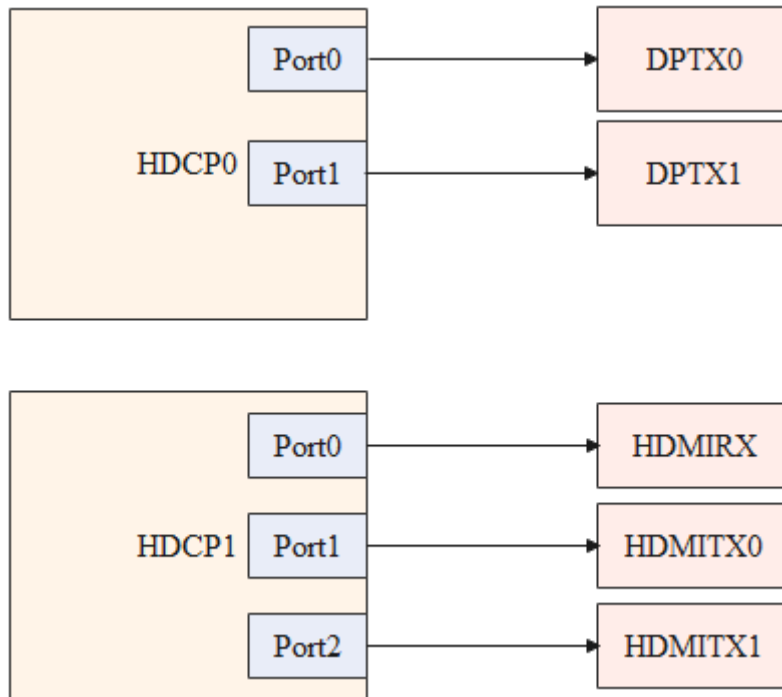 Port0
DPTX0
HDCP0
Port1
DPTX1
Port0
HDMIRX
HDCP1
Port1
HDMITX0
Port2
HDMITX1